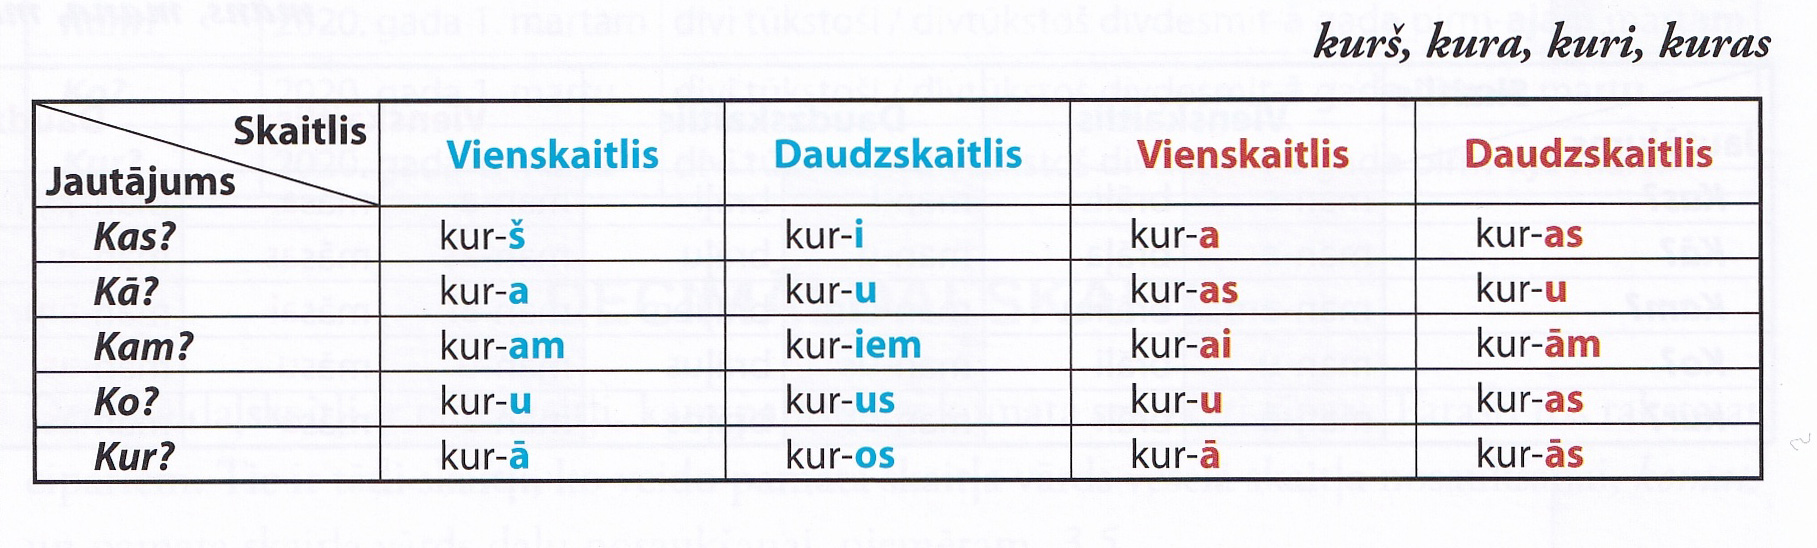 kurš, kura, kuri, kuras
Skaitlis
Jautājums
Vienskaitlis Daudzskaitlis Vienskaitlis Daudzskaitlis
Kas? kur-š kur-i kur-a kur-as
Kā? kur-a kur-u kur-as kur-u
Kam? kur-am kur-iem kur-ai kur-ām
Ko? kur-u kur-us kur-u kur-as
Kur? kur-ā kur-os kur-ā kur-ās